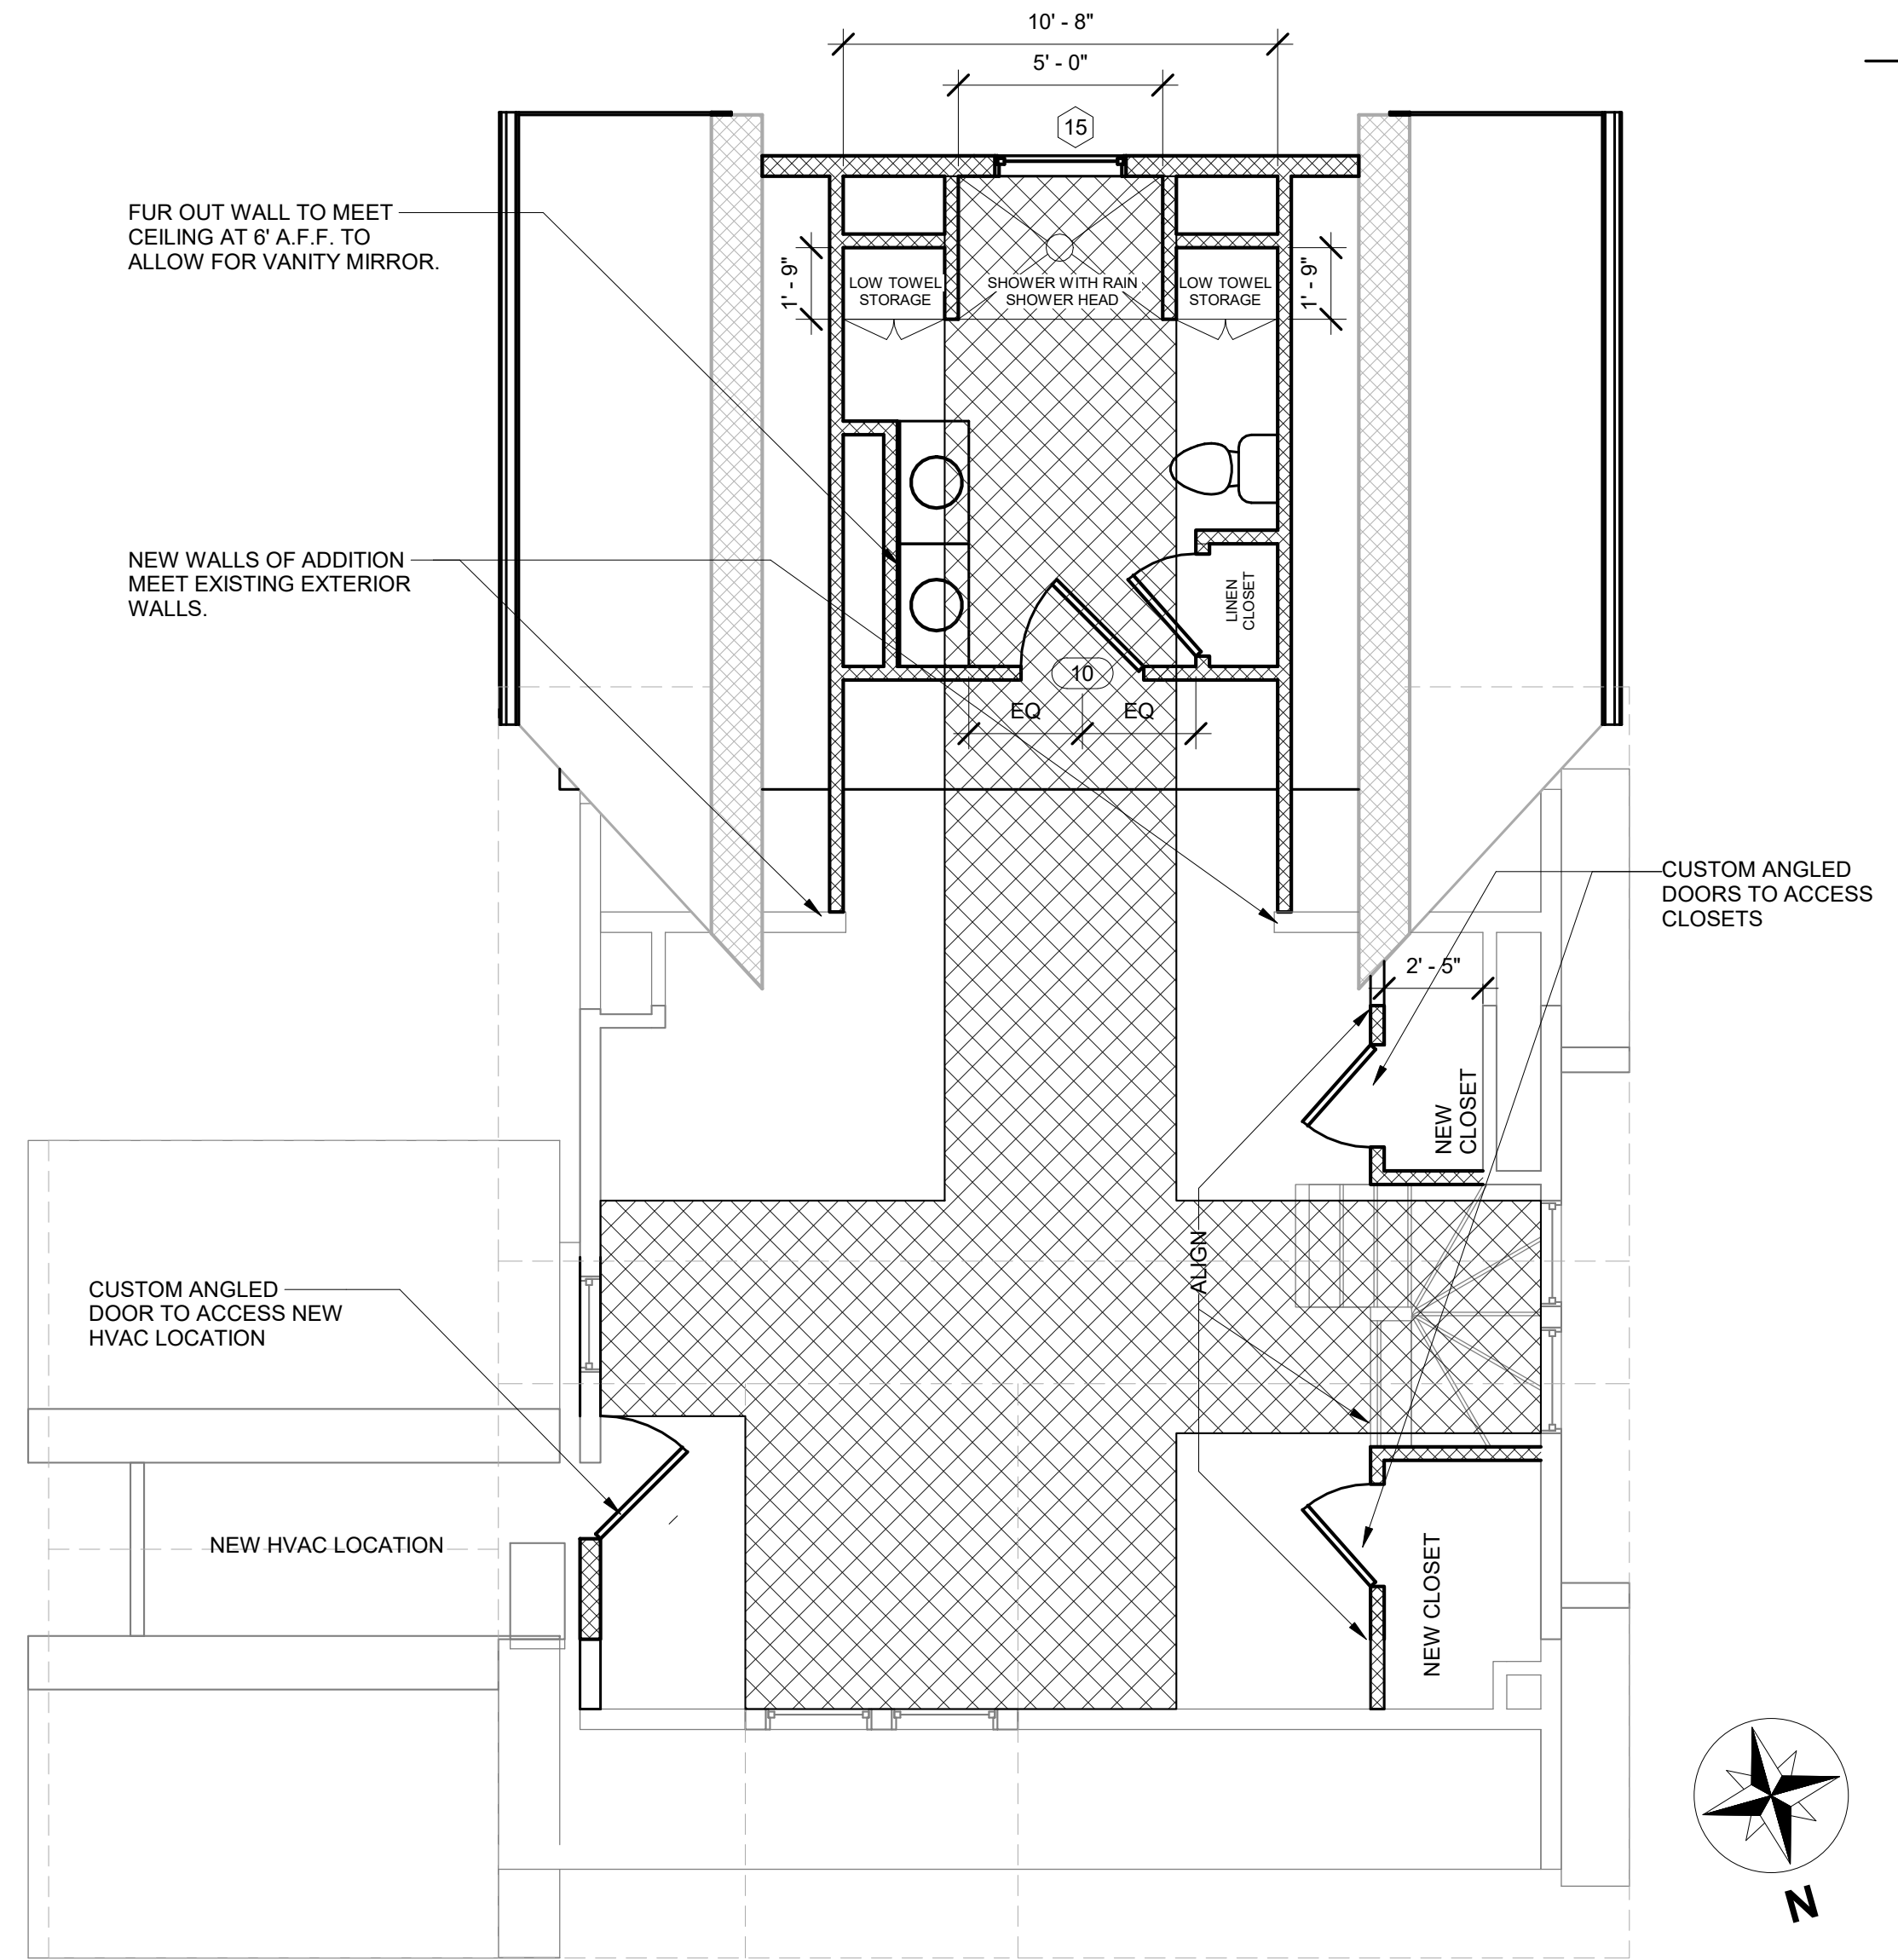 10' - 8"
5' - 0"
15
FUR OUT WALL TO MEET
CEILING AT 6' A.F.F. TO
ALLOW FOR VANITY MIRROR.
1' - 9"
LOW TOWEL
STORAGE
SHOWER WITH RAIN
SHOWER HEAD
LOW TOWEL
STORAGE
1' - 9"
NEW WALLS OF ADDITION
MEET EXISTING EXTERIOR
WALLS.
LINEN
CLOSET
10
EQ
EQ
CUSTOM ANGLED
DOORS TO ACCESS
CLOSETS
2' - 5"
NEW
CLOSET
ALIGN
CUSTOM ANGLED
DOOR TO ACCESS NEW
HVAC LOCATION
NEW HVAC LOCATION
NEW CLOSET
N